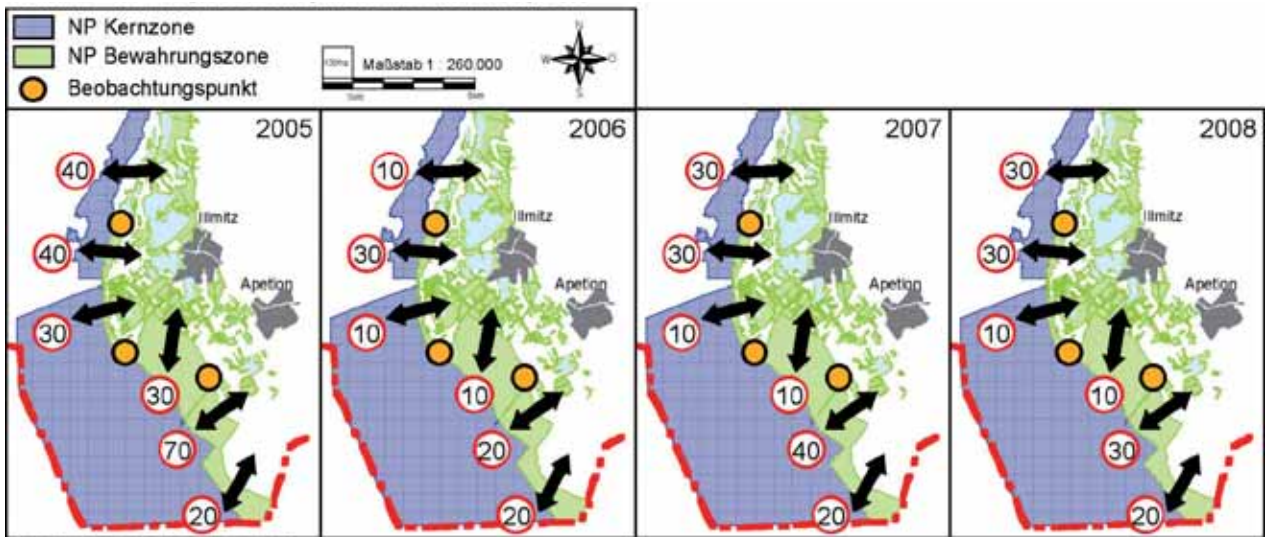 NP Kernzone
NP Bewahrungszone
Maßstab 1 : 260.000
Beobachtungspunkt
N
W
O
S
2005
40
40
30
30
70
20
Illmitz
Apetlon
2006
10
30
10
10
20
20
Illmitz
Apetlon
2007
30
30
10
10
40
20
Illmitz
Apetlon
2008
30
30
10
10
30
20
Illmitz
Apetlon